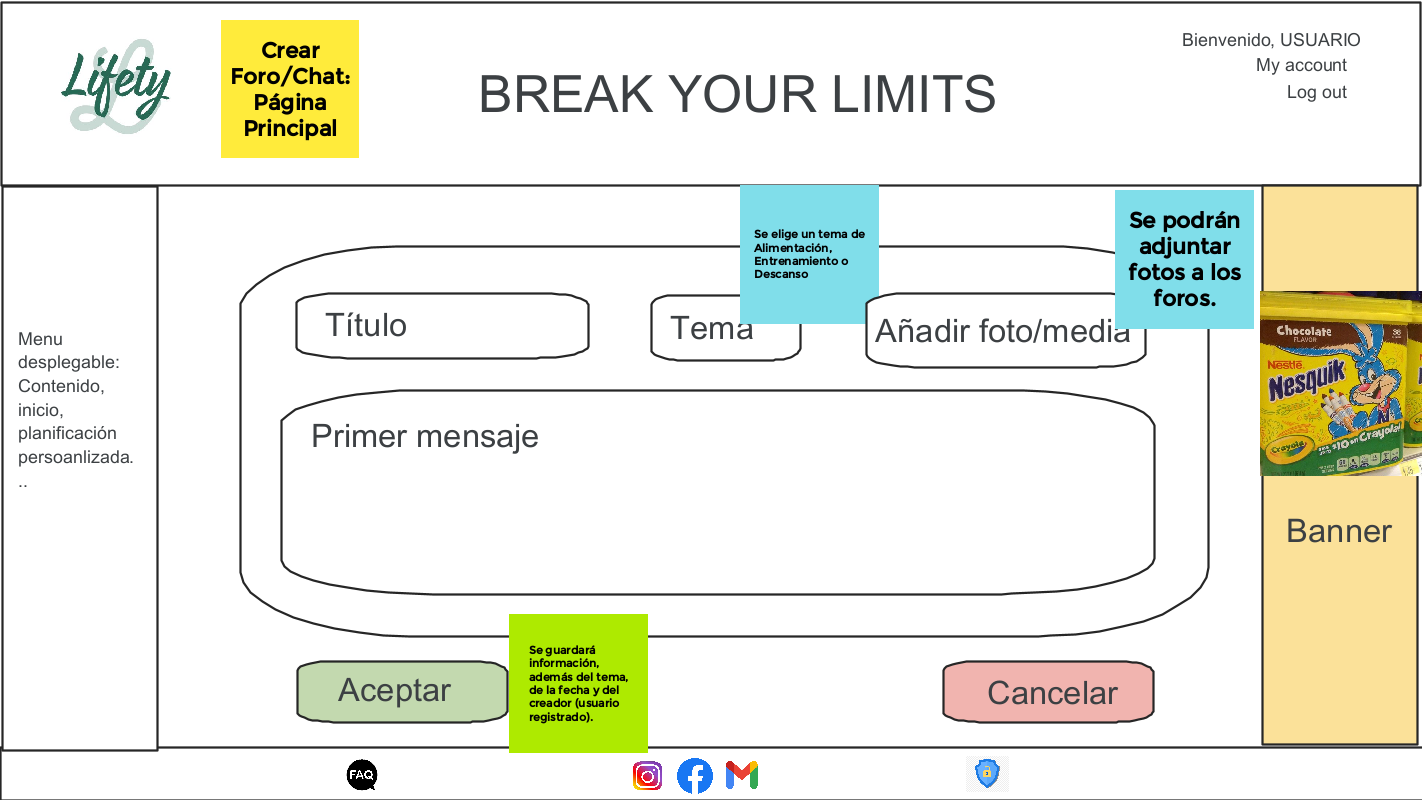 Lifety
Crear
Foro/Chat:
Página
Principal
BREAK YOUR LIMITS
Bienvenido, USUARIO
My account
Log out
Menu
desplegable:
Contenido,
inicio,
planificación
persoanlizada.
..
Se elige un tema de
Alimentación,
Entrenamiento o
Descanso
Se podrán
adjuntar
fotos a los
foros.
Título
Tema
Añadir foto/media
Primer mensaje
Chocolate
FLAVOR
38
Nestlé
Nesquik
Crayola
Banner
Se guardará
información,
además del tema,
de la fecha y del
creador (usuario
registrado).
Aceptar
Cancelar
FAQ